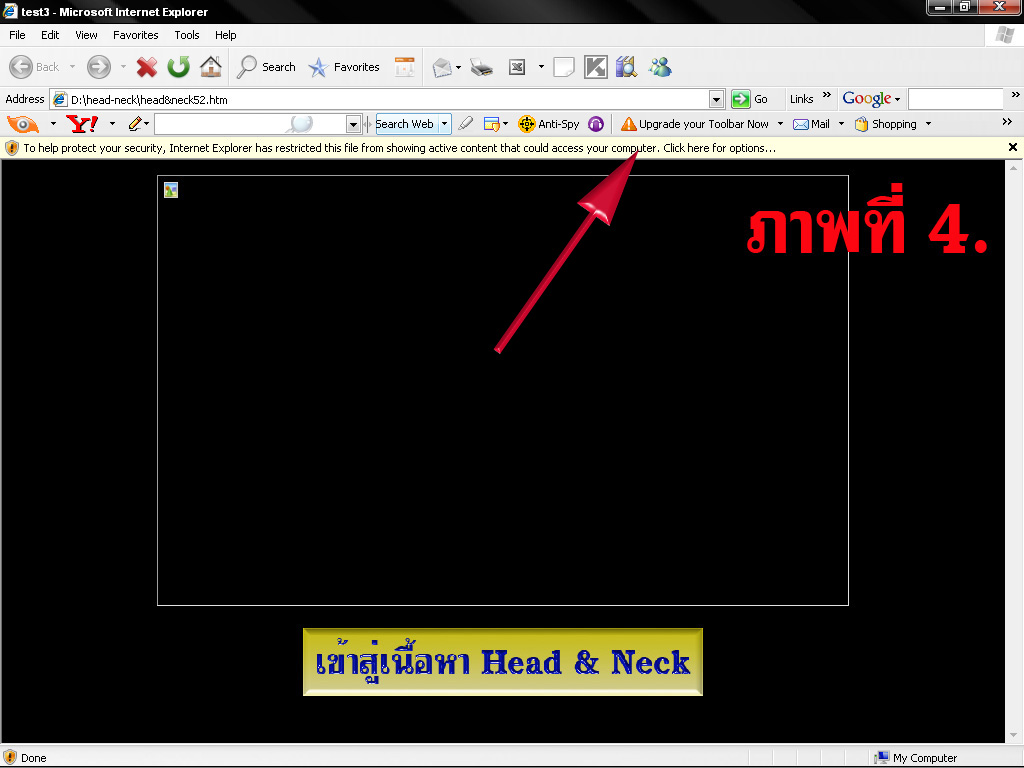 test3 - Microsoft Internet Explorer
File Edit View Favorites Tools Help
Back Search Favorites
Address D:\head-neck\head&neck52.htm Go Links » Google »
Y! Search Web Anti-Spy Upgrade your Toolbar Now Mail Shopping »
To help protect your security, Internet Explorer has restricted this file from showing active content that could access your computer. Click here for options...
ภาพที่ 4.
เข้าสู่เนื้อหา Head & Neck
Done My Computer